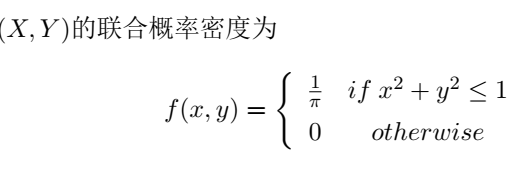 (X, Y)的联合概率密度为
f(x, y) = { 1/π if x² + y² ≤ 1
0 otherwise